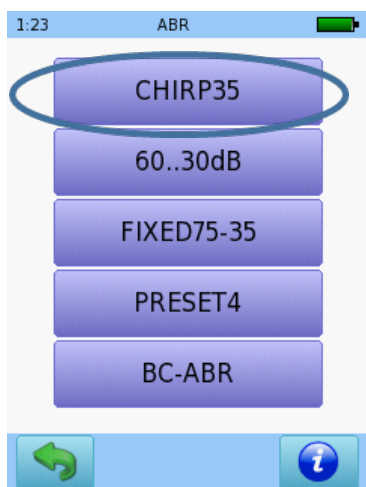 1:23 ABR
CHIRP35
60..30dB
FIXED75-35
PRESET4
BC-ABR
i